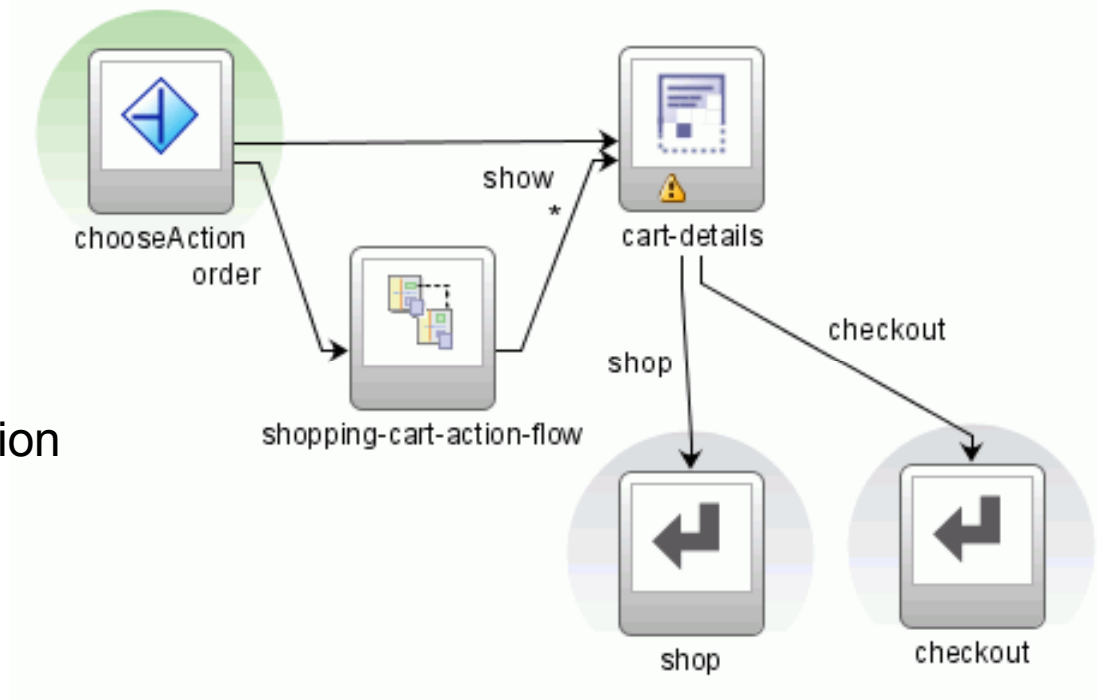 show
*
chooseAction
order
cart-details
checkout
shop
ion
shopping-cart-action-flow
shop
checkout